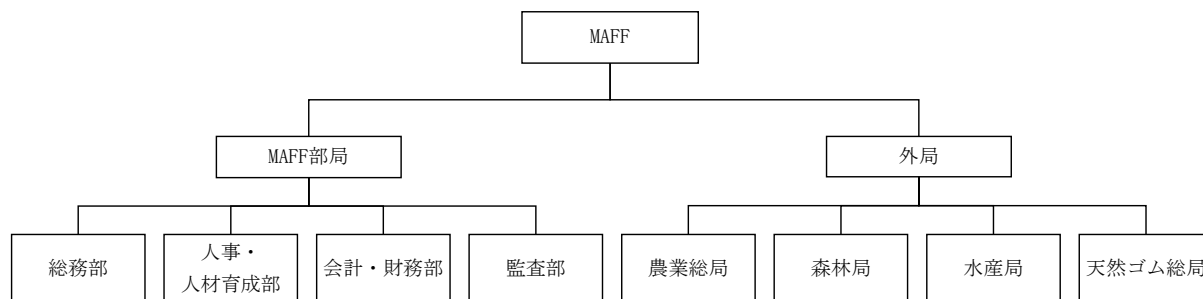 MAFF
MAFF部局
外局
総務部
人事・
人材育成部
会計・財務部
監査部
農業総局
森林局
水産局
天然ゴム総局